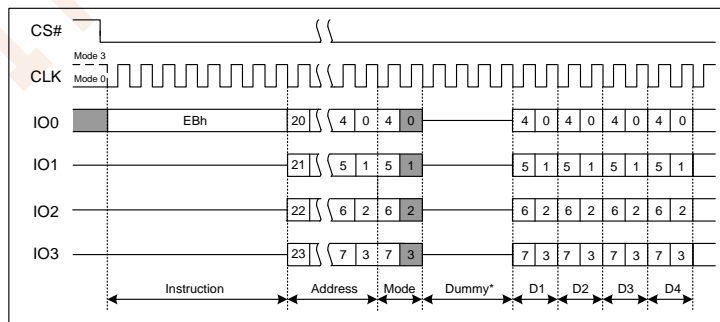 CS#
Mode 3
CLK
Mode 0
IO0 EBh 20 4 0 4 0 4 0 4 0 4 0 4 0
IO1 21 5 1 5 1 5 1 5 1 5 1 5 1
IO2 22 6 2 6 2 6 2 6 2 6 2 6 2
IO3 23 7 3 7 3 7 3 7 3 7 3 7 3
Instruction Address Mode Dummy* D1 D2 D3 D4